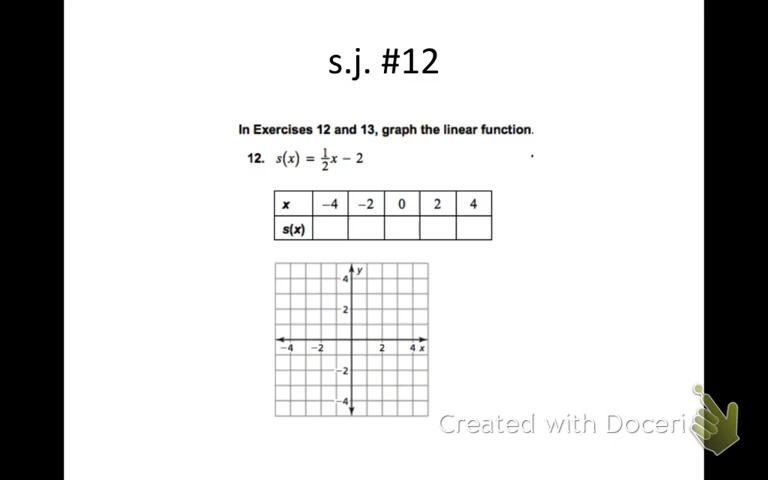 s.j. #12
In Exercises 12 and 13, graph the linear function.
12. s(x) = 1/2x − 2
x −4 −2 0 2 4
s(x)
y
4
2
−4 −2 2 4 x
−2
−4
Created with Doceri